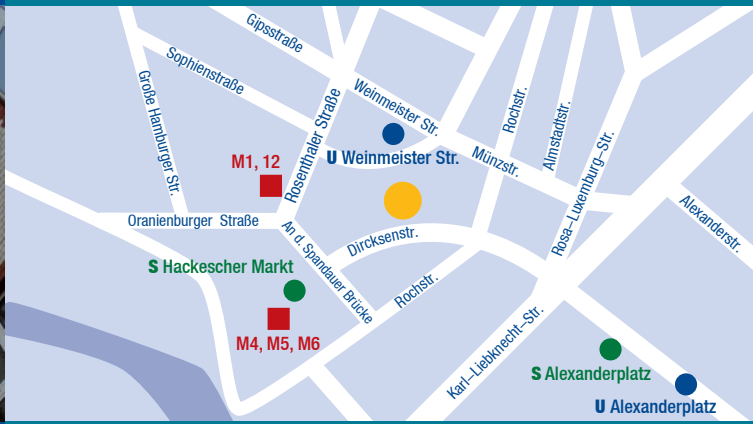 Gipsstraße
Sophienstraße
Große Hamburger Str.
Weinmeister Str.
Rochstr.
Almstadtstr.
Rosenthaler Straße
U Weinmeister Str.
Münzstr.
M1, 12
Rosa–Luxemburg–Str.
Alexanderstr.
Oranienburger Straße
An d. Spandauer Brücke
Dircksenstr.
S Hackescher Markt
Rochstr.
M4, M5, M6
Karl–Liebknecht–Str.
S Alexanderplatz
U Alexanderplatz